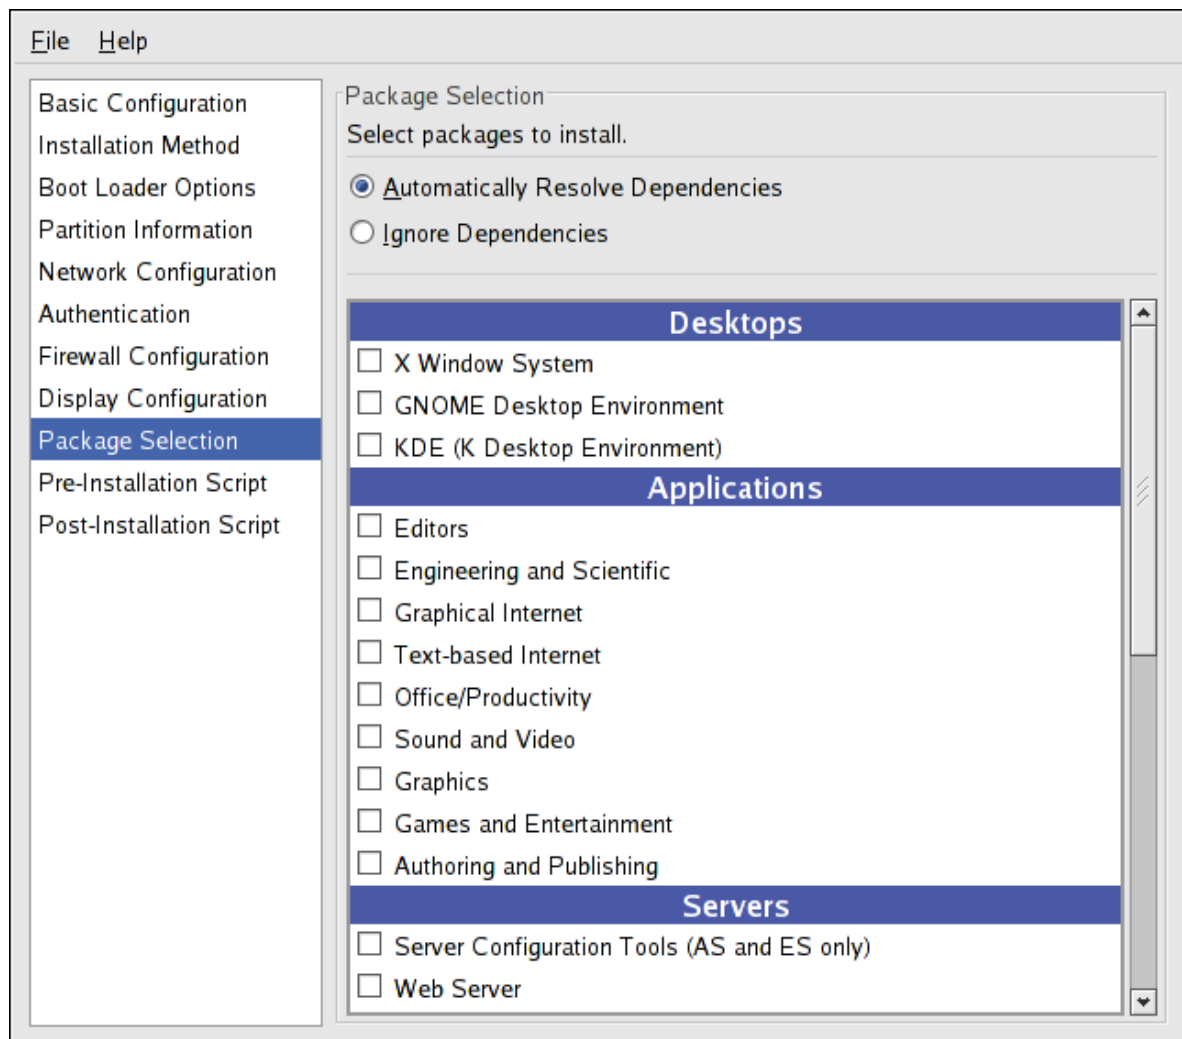 File Help
Basic Configuration
Installation Method
Boot Loader Options
Partition Information
Network Configuration
Authentication
Firewall Configuration
Display Configuration
Package Selection
Pre-Installation Script
Post-Installation Script
Package Selection
Select packages to install.
Automatically Resolve Dependencies
Ignore Dependencies
Desktops
X Window System
GNOME Desktop Environment
KDE (K Desktop Environment)
Applications
Editors
Engineering and Scientific
Graphical Internet
Text-based Internet
Office/Productivity
Sound and Video
Graphics
Games and Entertainment
Authoring and Publishing
Servers
Server Configuration Tools (AS and ES only)
Web Server